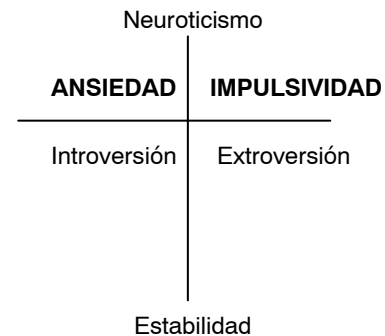 Neuroticismo
ANSIEDAD IMPULSIVIDAD
Introversión Extroversión
Estabilidad